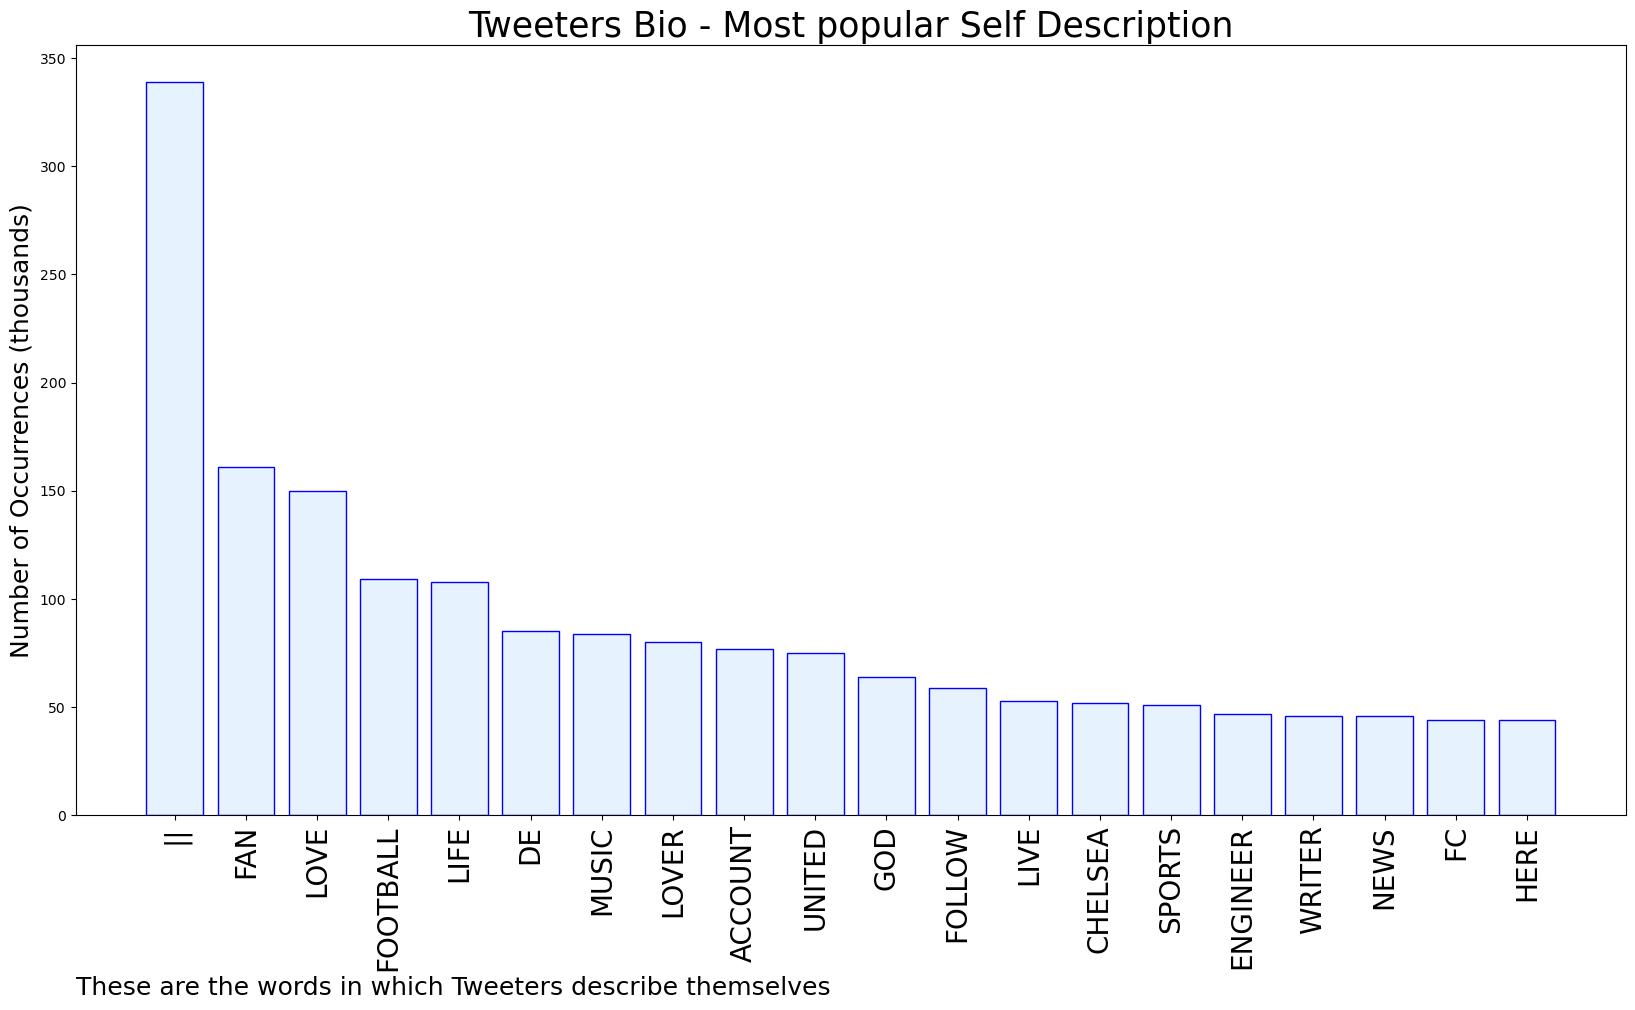 Tweeters Bio - Most popular Self Description
Number of Occurrences (thousands)
350
300
250
200
150
100
50
0
||
FAN
LOVE
FOOTBALL
LIFE
DE
MUSIC
LOVER
ACCOUNT
UNITED
GOD
FOLLOW
LIVE
CHELSEA
SPORTS
ENGINEER
WRITER
NEWS
FC
HERE
These are the words in which Tweeters describe themselves